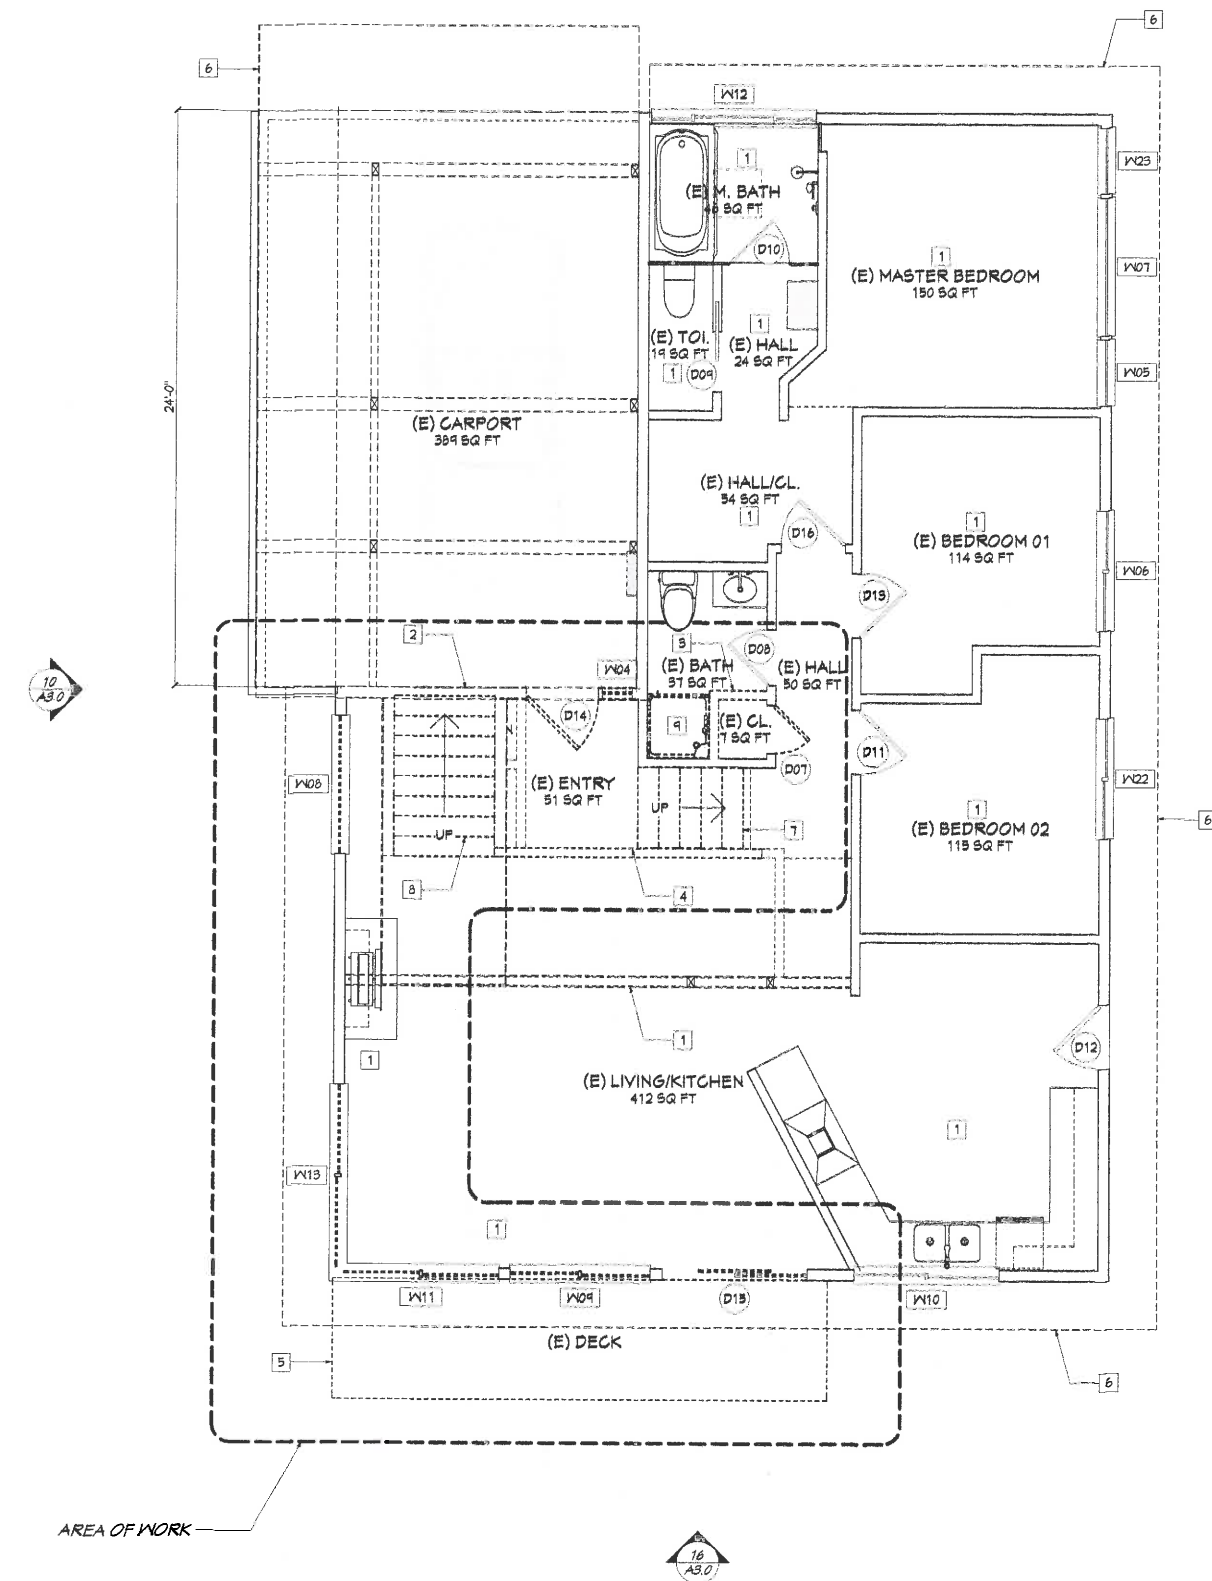 6
6
W12
1
(E) M. BATH
48 SQ FT
W23
D10
1
(E) MASTER BEDROOM
150 SQ FT
W07
1
(E) TOI.
19 SQ FT
(E) HALL
24 SQ FT
1
D09
W05
24'-0"
(E) CARPORT
389 SQ FT
(E) HALL/CL.
54 SQ FT
1
D16
1
(E) BEDROOM 01
114 SQ FT
W06
D13
2
3
D08
W04
(E) BATH
37 SQ FT
(E) HALL
50 SQ FT
10
A3.0
D14
9
(E) CL.
7 SQ FT
D11
D07
W08
(E) ENTRY
51 SQ FT
W22
UP
1
(E) BEDROOM 02
115 SQ FT
6
UP
7
8
4
1
1
D12
(E) LIVING/KITCHEN
412 SQ FT
1
W13
1
W11
W09
D15
W10
(E) DECK
5
6
AREA OF WORK
16
A3.0